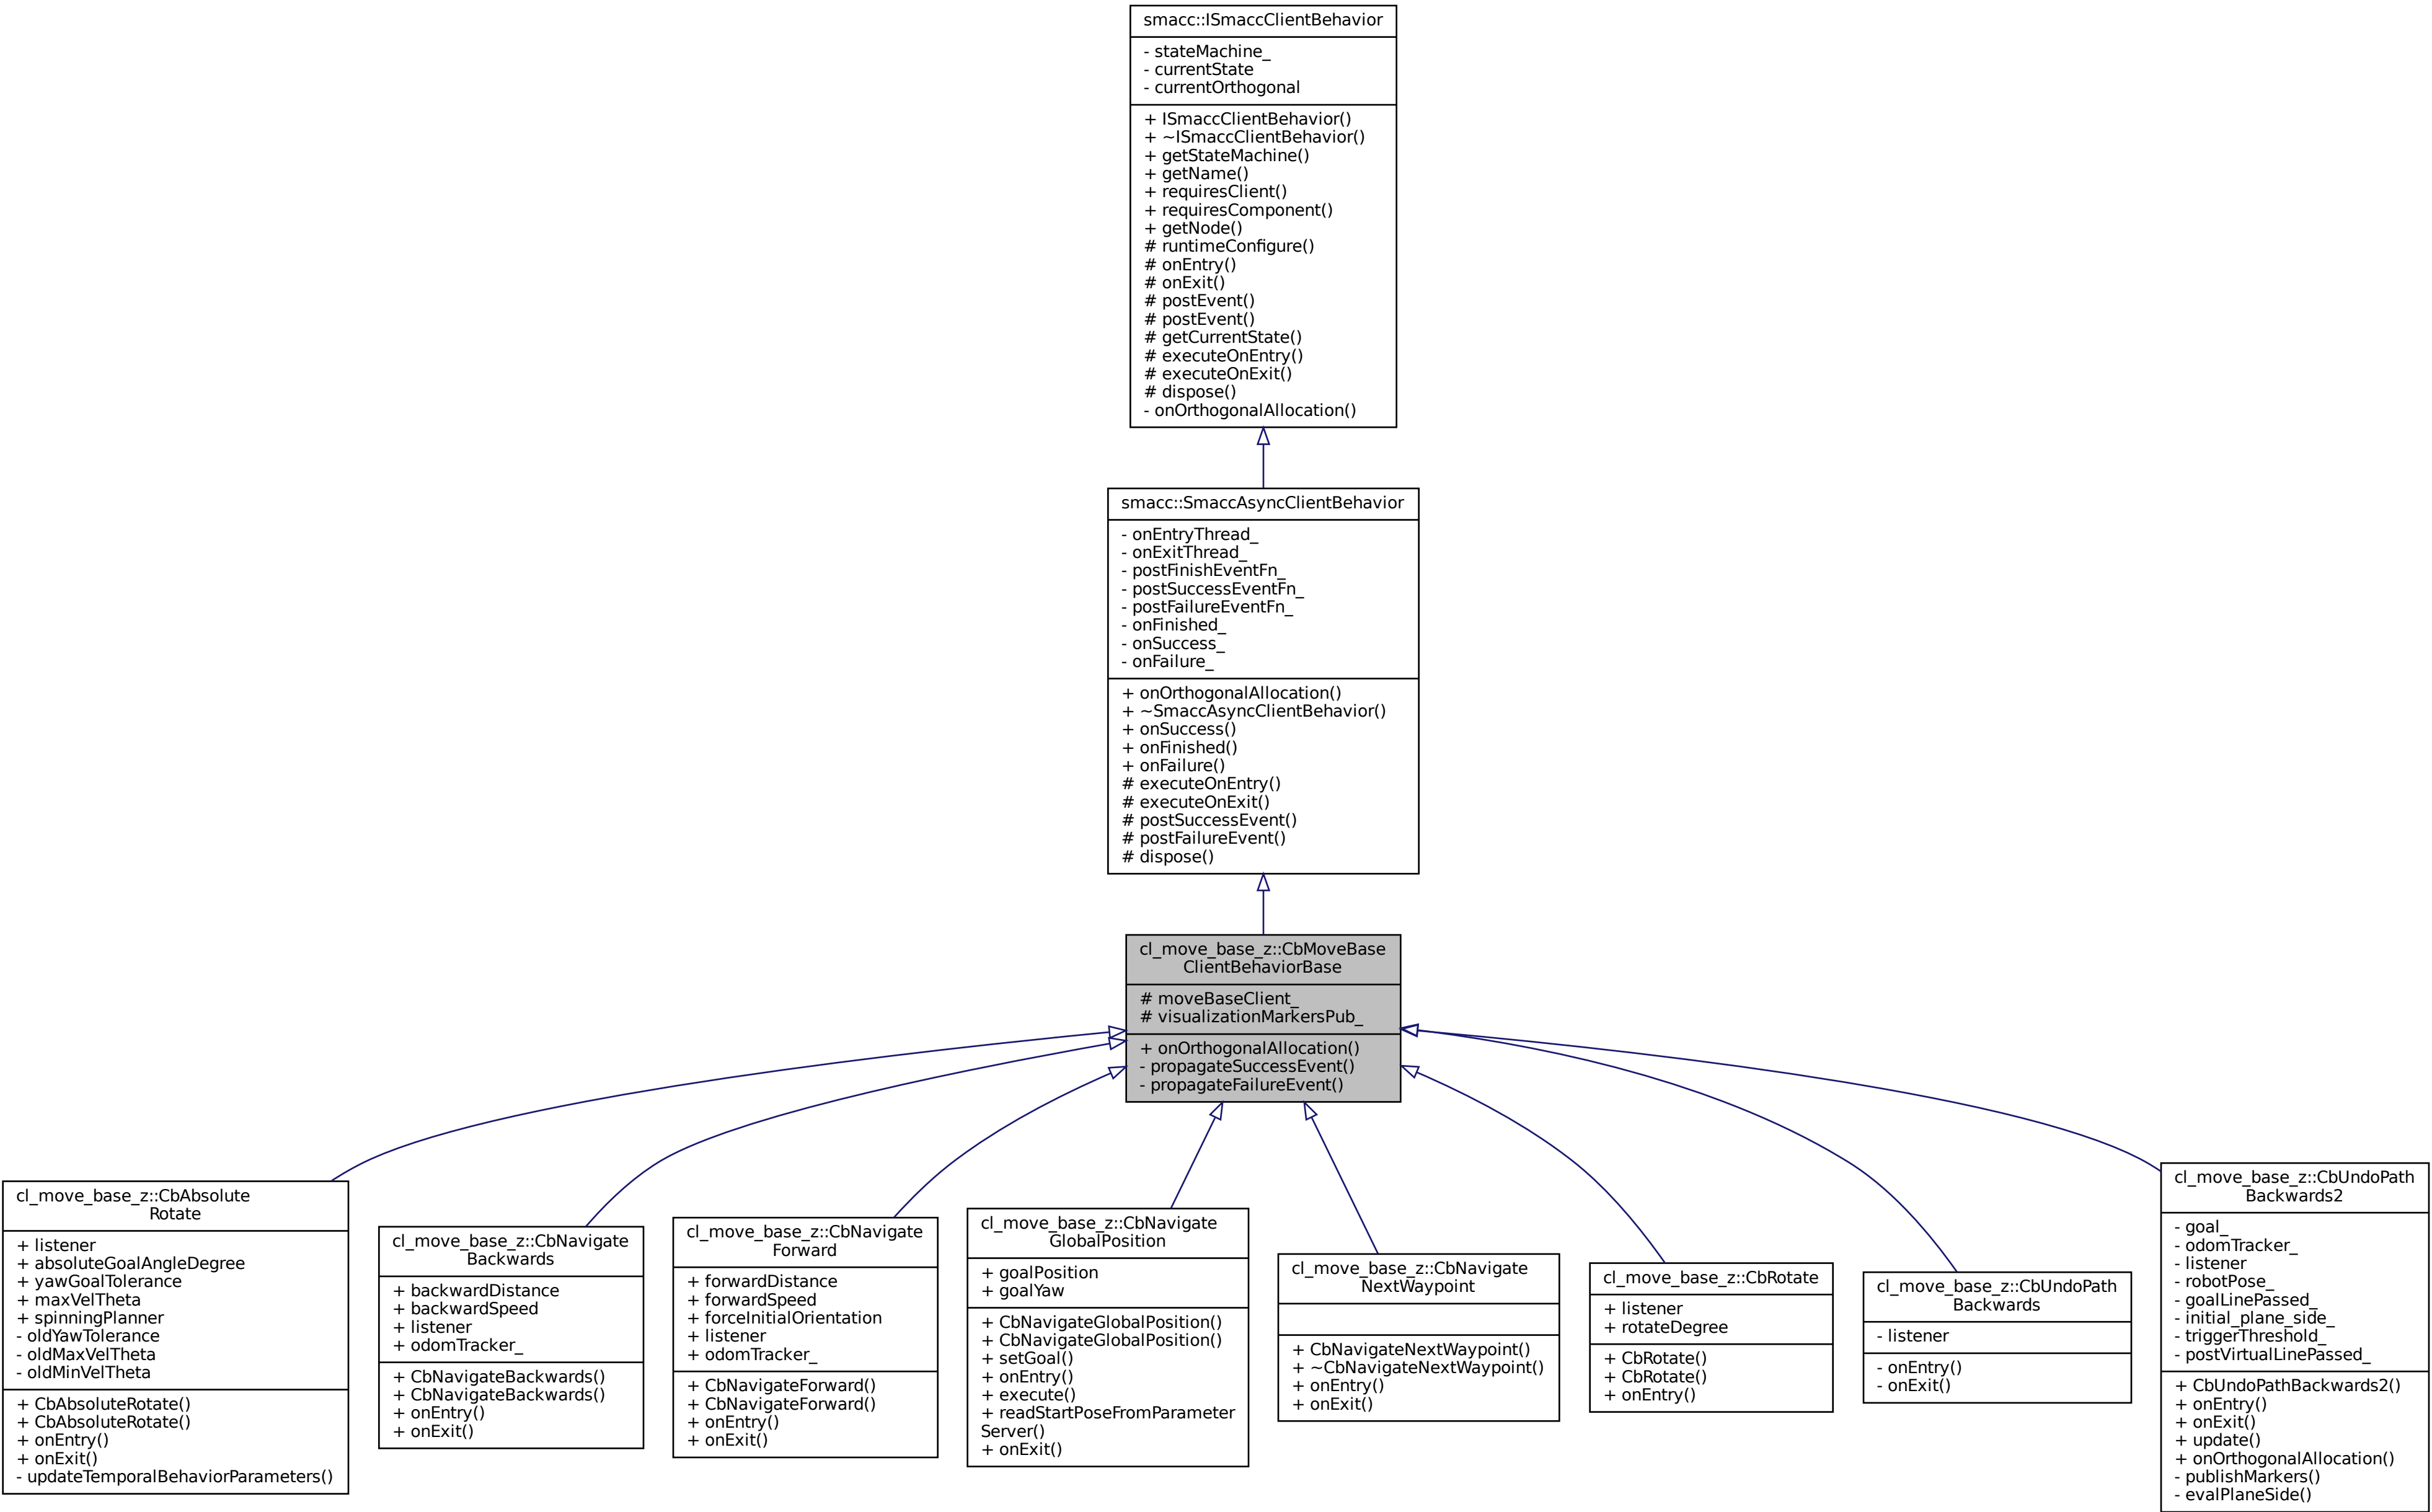 smacc::ISmaccClientBehavior
- stateMachine_
- currentState
- currentOrthogonal
+ ISmaccClientBehavior()
+ ~ISmaccClientBehavior()
+ getStateMachine()
+ getName()
+ requiresClient()
+ requiresComponent()
+ getNode()
# runtimeConfigure()
# onEntry()
# onExit()
# postEvent()
# postEvent()
# getCurrentState()
# executeOnEntry()
# executeOnExit()
# dispose()
- onOrthogonalAllocation()
smacc::SmaccAsyncClientBehavior
- onEntryThread_
- onExitThread_
- postFinishEventFn_
- postSuccessEventFn_
- postFailureEventFn_
- onFinished_
- onSuccess_
- onFailure_
+ onOrthogonalAllocation()
+ ~SmaccAsyncClientBehavior()
+ onSuccess()
+ onFinished()
+ onFailure()
# executeOnEntry()
# executeOnExit()
# postSuccessEvent()
# postFailureEvent()
# dispose()
cl_move_base_z::CbMoveBase
ClientBehaviorBase
# moveBaseClient_
# visualizationMarkersPub_
+ onOrthogonalAllocation()
- propagateSuccessEvent()
- propagateFailureEvent()
cl_move_base_z::CbAbsolute
Rotate
+ listener
+ absoluteGoalAngleDegree
+ yawGoalTolerance
+ maxVelTheta
+ spinningPlanner
- oldYawTolerance
- oldMaxVelTheta
- oldMinVelTheta
+ CbAbsoluteRotate()
+ CbAbsoluteRotate()
+ onEntry()
+ onExit()
- updateTemporalBehaviorParameters()
cl_move_base_z::CbNavigate
Backwards
+ backwardDistance
+ backwardSpeed
+ listener
+ odomTracker_
+ CbNavigateBackwards()
+ CbNavigateBackwards()
+ onEntry()
+ onExit()
cl_move_base_z::CbNavigate
Forward
+ forwardDistance
+ forwardSpeed
+ forceInitialOrientation
+ listener
+ odomTracker_
+ CbNavigateForward()
+ CbNavigateForward()
+ onEntry()
+ onExit()
cl_move_base_z::CbNavigate
GlobalPosition
+ goalPosition
+ goalYaw
+ CbNavigateGlobalPosition()
+ CbNavigateGlobalPosition()
+ setGoal()
+ onEntry()
+ execute()
+ readStartPoseFromParameter
Server()
+ onExit()
cl_move_base_z::CbNavigate
NextWaypoint
+ CbNavigateNextWaypoint()
+ ~CbNavigateNextWaypoint()
+ onEntry()
+ onExit()
cl_move_base_z::CbRotate
+ listener
+ rotateDegree
+ CbRotate()
+ CbRotate()
+ onEntry()
cl_move_base_z::CbUndoPath
Backwards
- listener
- onEntry()
- onExit()
cl_move_base_z::CbUndoPath
Backwards2
- goal_
- odomTracker_
- listener
- robotPose_
- goalLinePassed_
- initial_plane_side_
- triggerThreshold_
- postVirtualLinePassed_
+ CbUndoPathBackwards2()
+ onEntry()
+ onExit()
+ update()
+ onOrthogonalAllocation()
- publishMarkers()
- evalPlaneSide()